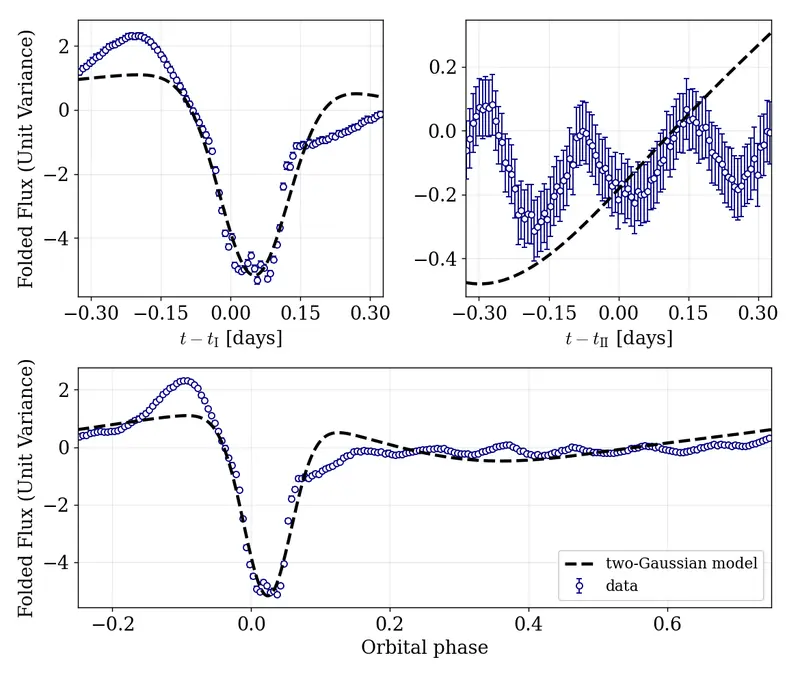 Folded Flux (Unit Variance)
2
0
−2
−4
−0.30 −0.15 0.00 0.15 0.30
t − tI [days]
0.2
0.0
−0.2
−0.4
−0.30 −0.15 0.00 0.15 0.30
t − tII [days]
Folded Flux (Unit Variance)
2
0
−2
−4
two-Gaussian model
data
−0.2 0.0 0.2 0.4 0.6
Orbital phase